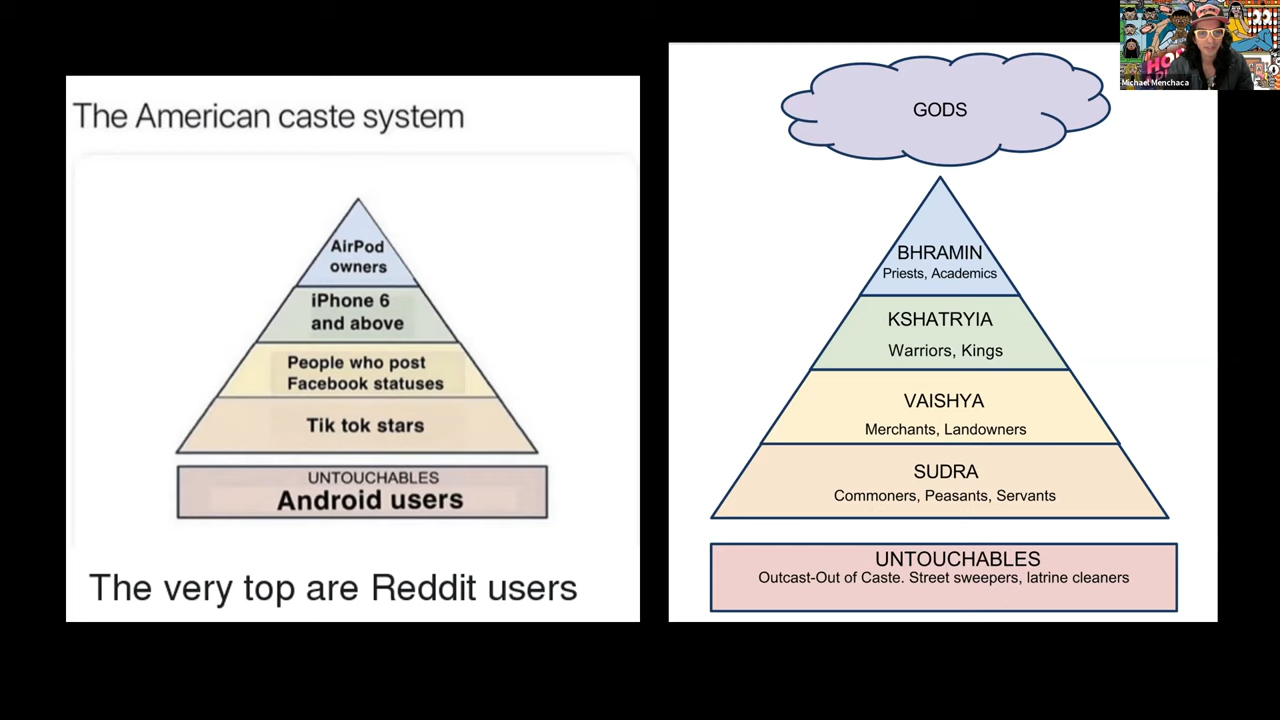 The American caste system
AirPod
owners
iPhone 6
and above
People who post
Facebook statuses
Tik tok stars
UNTOUCHABLES
Android users
The very top are Reddit users
GODS
BHRAMIN
Priests, Academics
KSHATRYIA
Warriors, Kings
VAISHYA
Merchants, Landowners
SUDRA
Commoners, Peasants, Servants
UNTOUCHABLES
Outcast-Out of Caste. Street sweepers, latrine cleaners
Michael Menchaca